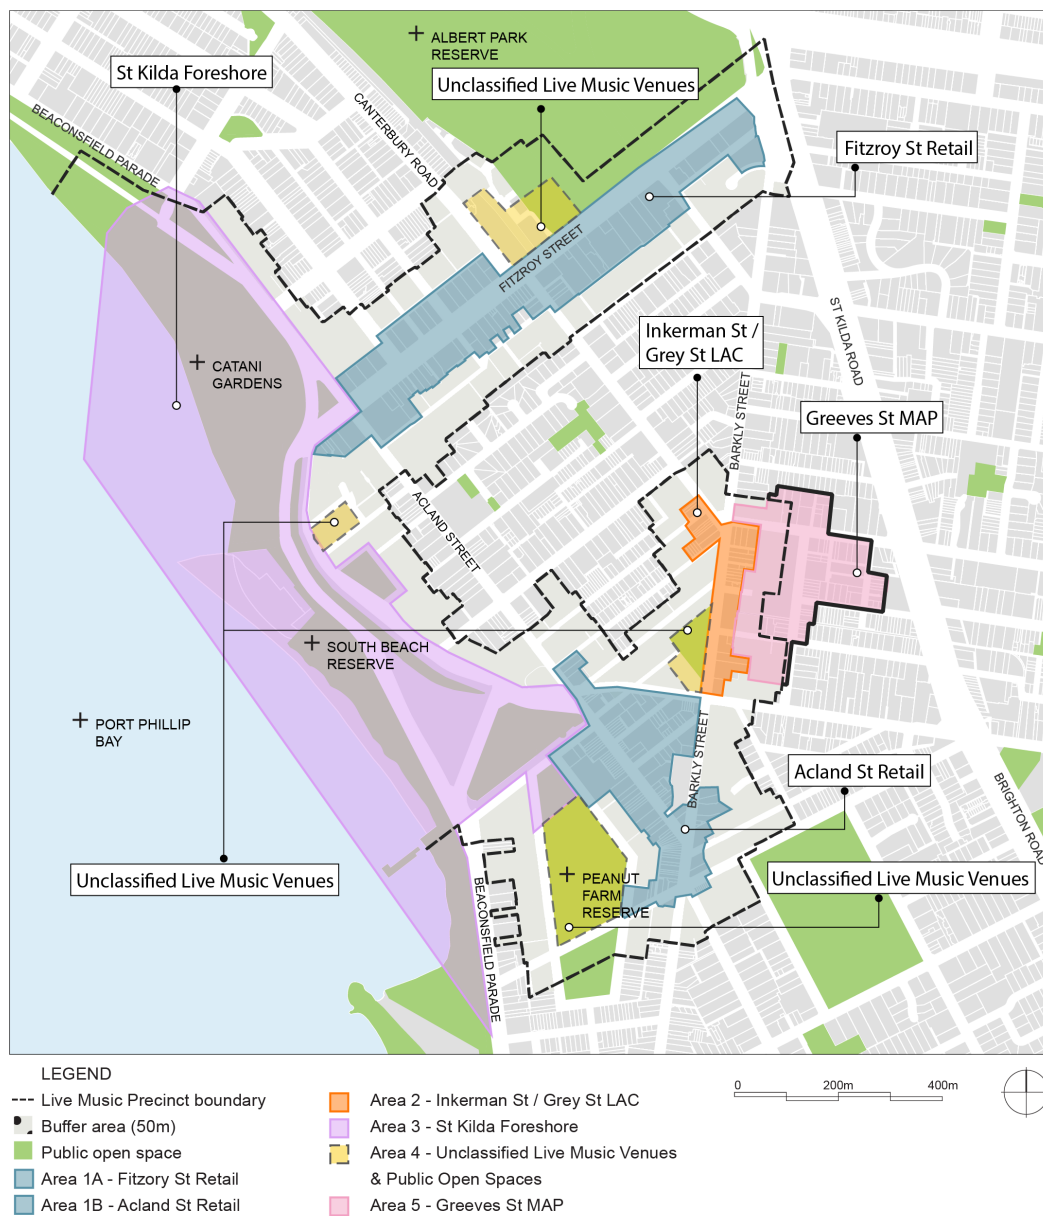 ALBERT PARK
RESERVE
St Kilda Foreshore
Unclassified Live Music Venues
BEACONSFIELD PARADE
CANTERBURY ROAD
Fitzroy St Retail
FITZROY STREET
ST KILDA ROAD
Inkerman St /
Grey St LAC
CATANI
GARDENS
BARKLY STREET
Greeves St MAP
ACLAND STREET
SOUTH BEACH
RESERVE
PORT PHILLIP
BAY
BARKLY STREET
Acland St Retail
BRIGHTON ROAD
Unclassified Live Music Venues
PEANUT
FARM
RESERVE
Unclassified Live Music Venues
BEACONSFIELD PARADE
LEGEND
Live Music Precinct boundary
Buffer area (50m)
Public open space
Area 1A - Fitzory St Retail
Area 1B - Acland St Retail
Area 2 - Inkerman St / Grey St LAC
Area 3 - St Kilda Foreshore
Area 4 - Unclassified Live Music Venues
& Public Open Spaces
Area 5 - Greeves St MAP
0 200m 400m